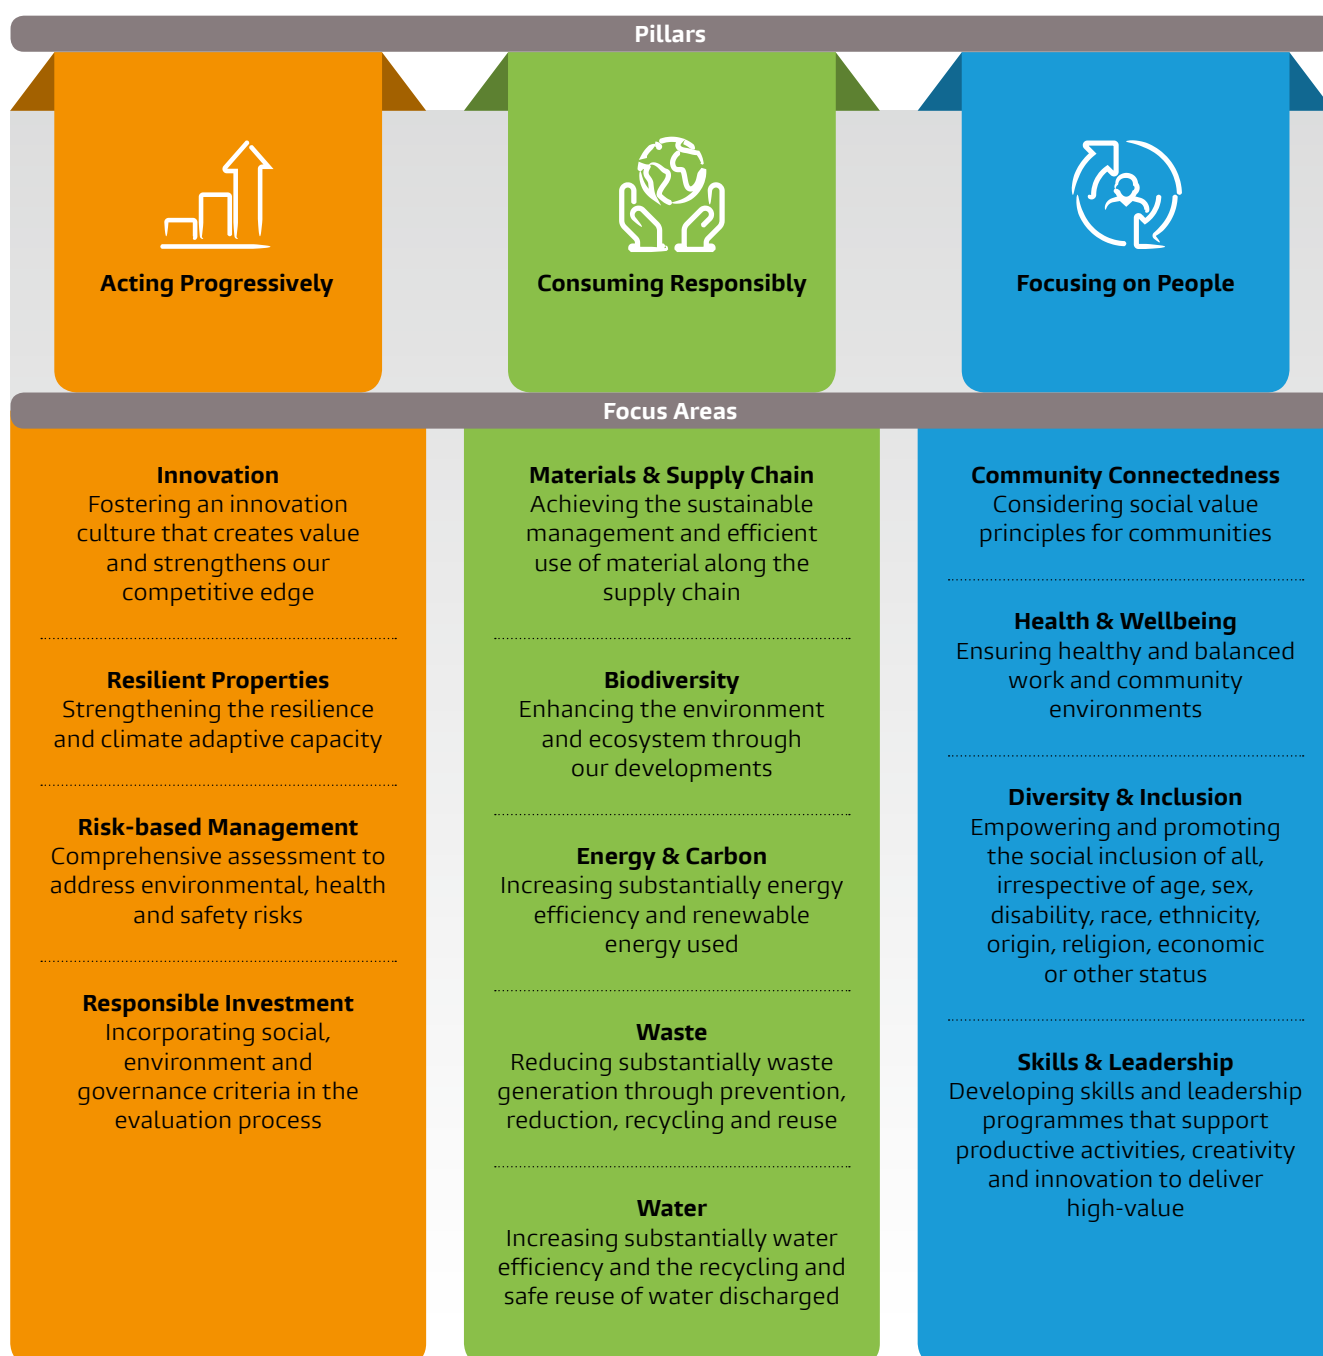 Pillars
Acting Progressively
Consuming Responsibly
Focusing on People
Focus Areas
Innovation
Fostering an innovation
culture that creates value
and strengthens our
competitive edge
Resilient Properties
Strengthening the resilience
and climate adaptive capacity
Risk-based Management
Comprehensive assessment to
address environmental, health
and safety risks
Responsible Investment
Incorporating social,
environment and
governance criteria in the
evaluation process
Materials & Supply Chain
Achieving the sustainable
management and efficient
use of material along the
supply chain
Biodiversity
Enhancing the environment
and ecosystem through
our developments
Energy & Carbon
Increasing substantially energy
efficiency and renewable
energy used
Waste
Reducing substantially waste
generation through prevention,
reduction, recycling and reuse
Water
Increasing substantially water
efficiency and the recycling and
safe reuse of water discharged
Community Connectedness
Considering social value
principles for communities
Health & Wellbeing
Ensuring healthy and balanced
work and community
environments
Diversity & Inclusion
Empowering and promoting
the social inclusion of all,
irrespective of age, sex,
disability, race, ethnicity,
origin, religion, economic
or other status
Skills & Leadership
Developing skills and leadership
programmes that support
productive activities, creativity
and innovation to deliver
high-value